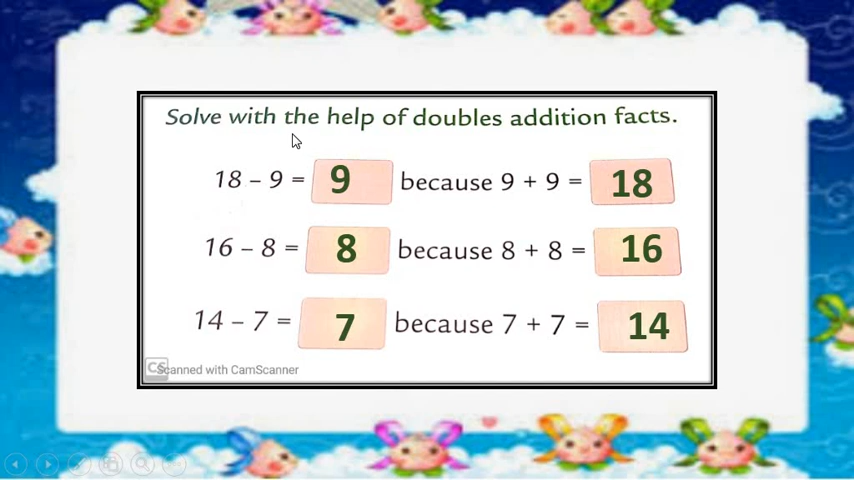 Solve with the help of doubles addition facts.
18 – 9 = 9 because 9 + 9 = 18
16 – 8 = 8 because 8 + 8 = 16
14 – 7 = 7 because 7 + 7 = 14
CS Scanned with CamScanner